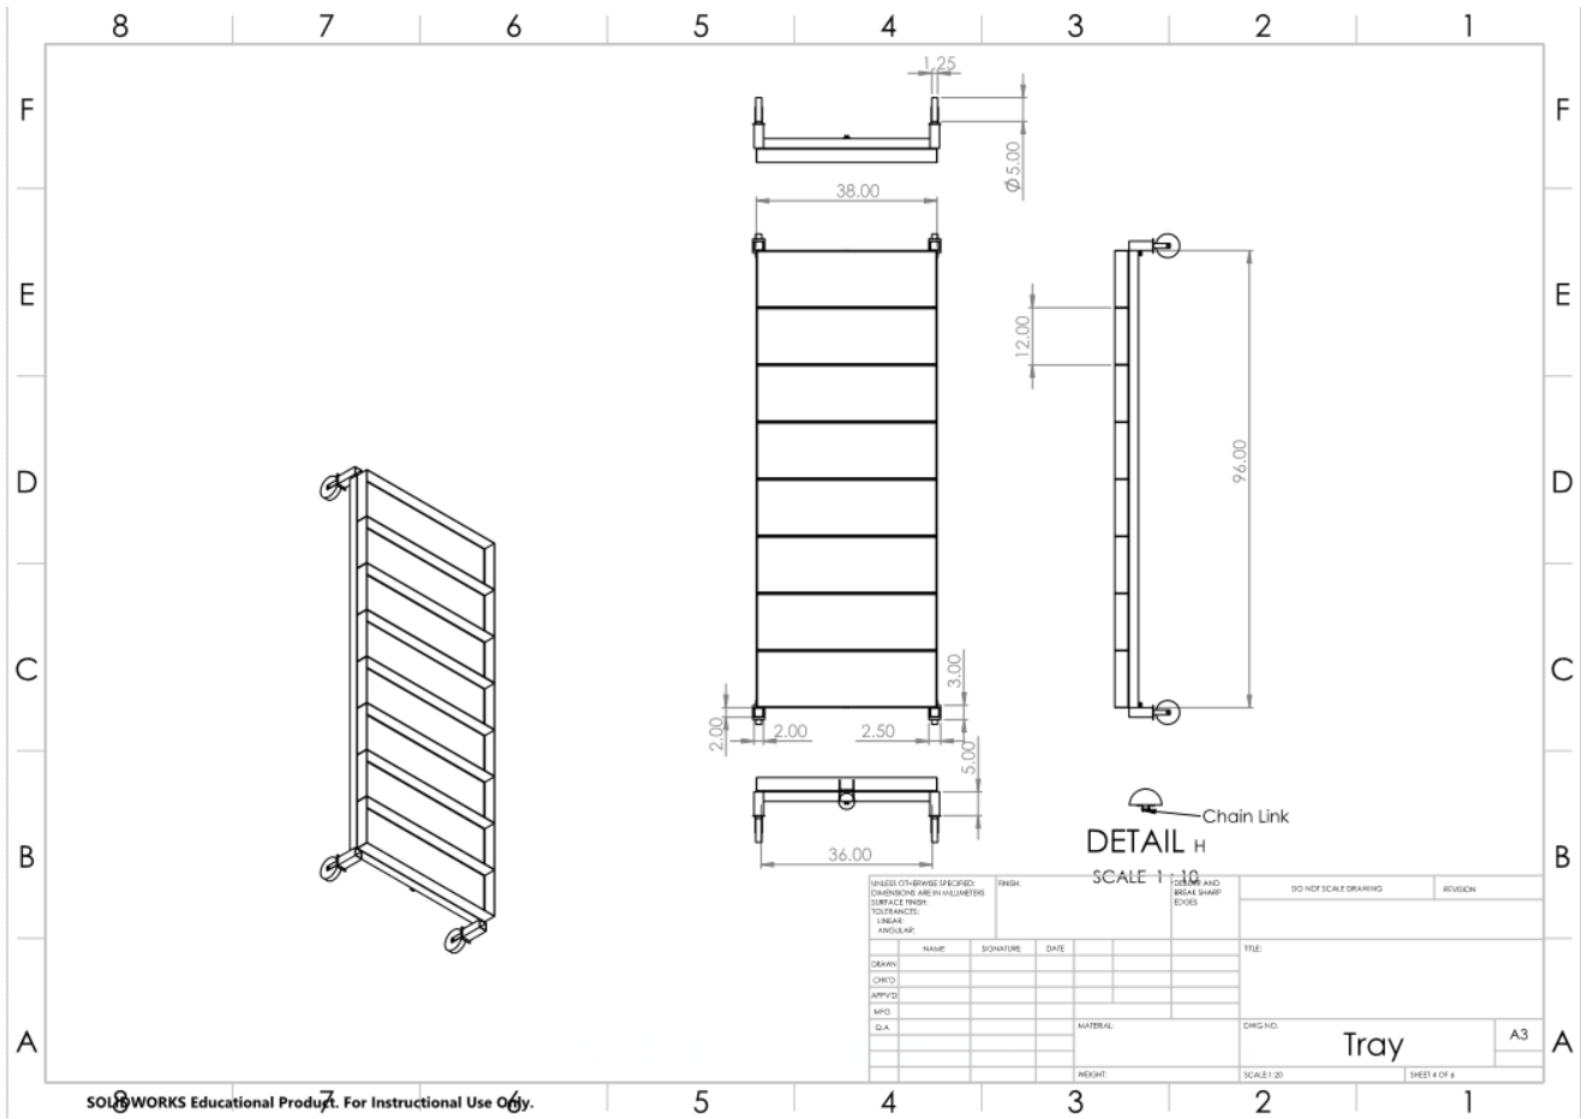 8 7 6 5 4 3 2 1
F F
E E
D D
C C
B B
A A
1.25
Ø5.00
38.00
12.00
96.00
3.00
2.00
2.00
2.50
5.00
36.00
Chain Link
DETAIL H
SCALE 1 : 10
UNLESS OTHERWISE SPECIFIED:
DIMENSIONS ARE IN MILLIMETERS
SURFACE FINISH:
TOLERANCES:
LINEAR:
ANGULAR:
FINISH:
DEBURR AND
BREAK SHARP
EDGES
DO NOT SCALE DRAWING
REVISION
NAME
SIGNATURE
DATE
TITLE:
DRAWN
CHK'D
APPV'D
MFG
Q.A
MATERIAL:
DWG NO.
Tray
A3
WEIGHT:
SCALE:1:20
SHEET 4 OF 6
8 7 6 5 4 3 2 1
SOLIDWORKS Educational Product. For Instructional Use Only.